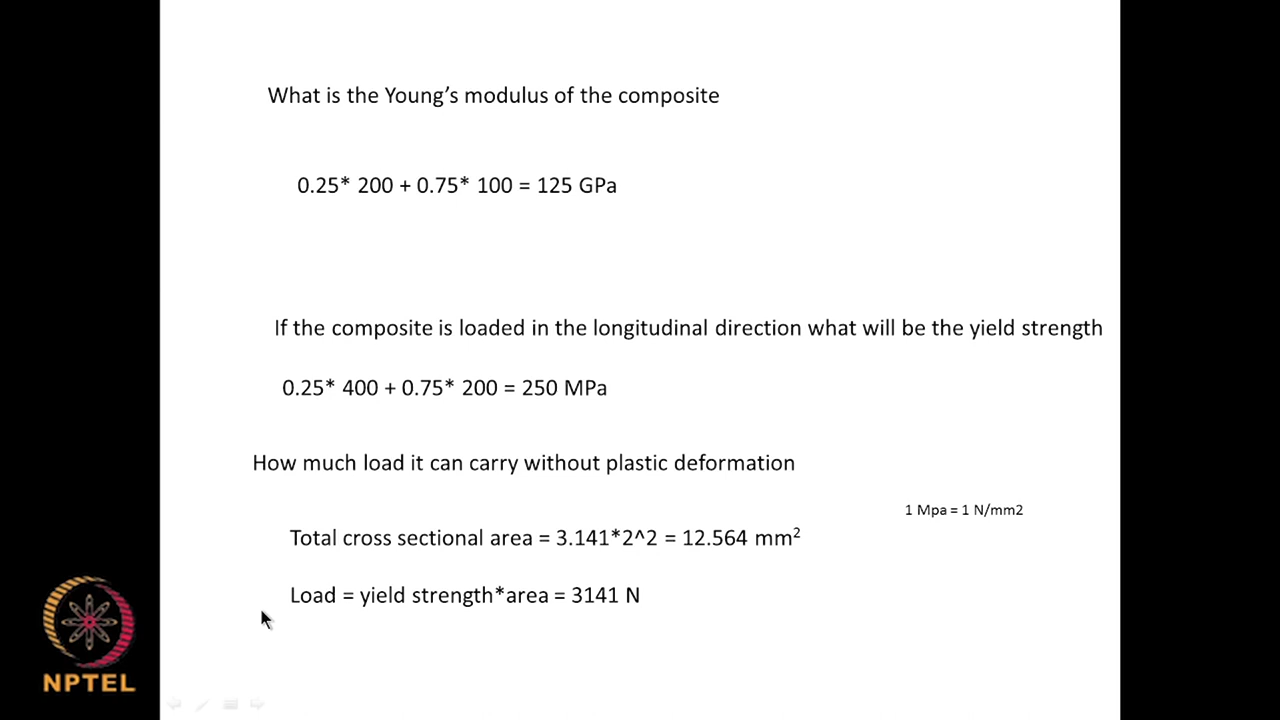 What is the Young’s modulus of the composite
0.25* 200 + 0.75* 100 = 125 GPa
If the composite is loaded in the longitudinal direction what will be the yield strength
0.25* 400 + 0.75* 200 = 250 MPa
How much load it can carry without plastic deformation
1 Mpa = 1 N/mm2
Total cross sectional area = 3.141*2^2 = 12.564 mm²
Load = yield strength*area = 3141 N
NPTEL